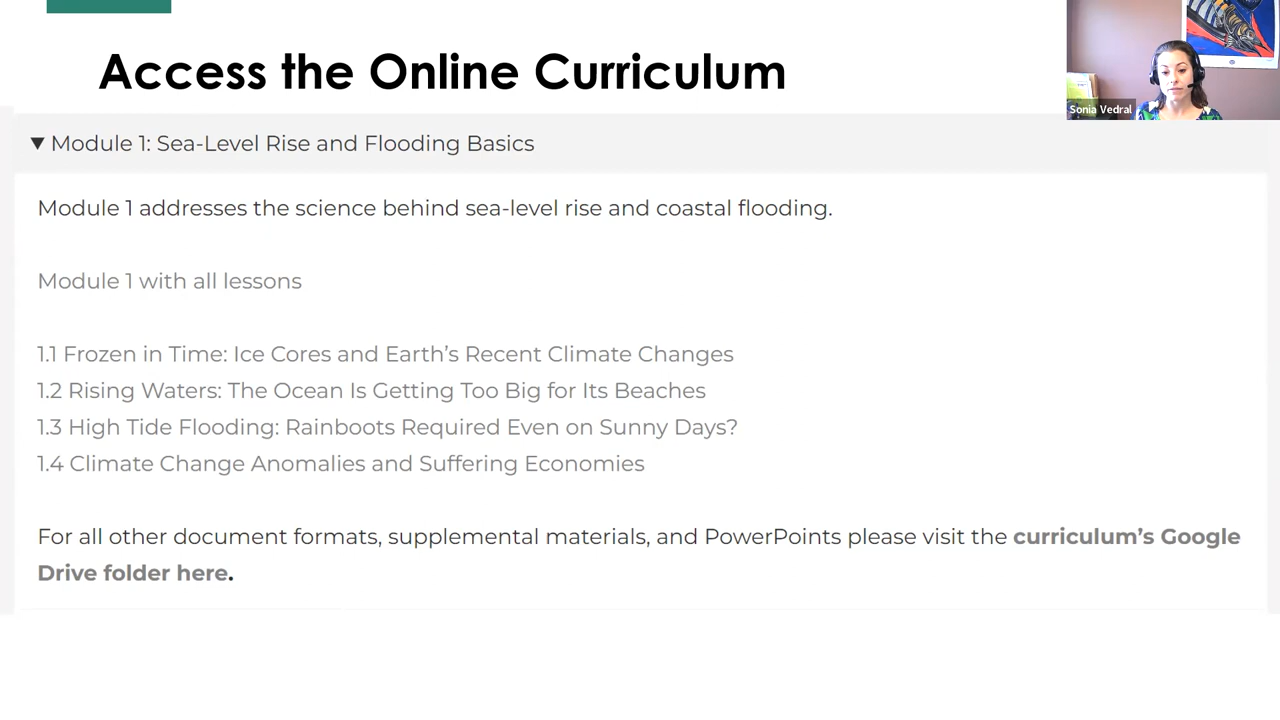 Access the Online Curriculum
Sonia Vedral
▼ Module 1: Sea-Level Rise and Flooding Basics
Module 1 addresses the science behind sea-level rise and coastal flooding.
Module 1 with all lessons
1.1 Frozen in Time: Ice Cores and Earth’s Recent Climate Changes
1.2 Rising Waters: The Ocean Is Getting Too Big for Its Beaches
1.3 High Tide Flooding: Rainboots Required Even on Sunny Days?
1.4 Climate Change Anomalies and Suffering Economies
For all other document formats, supplemental materials, and PowerPoints please visit the curriculum’s Google
Drive folder here.